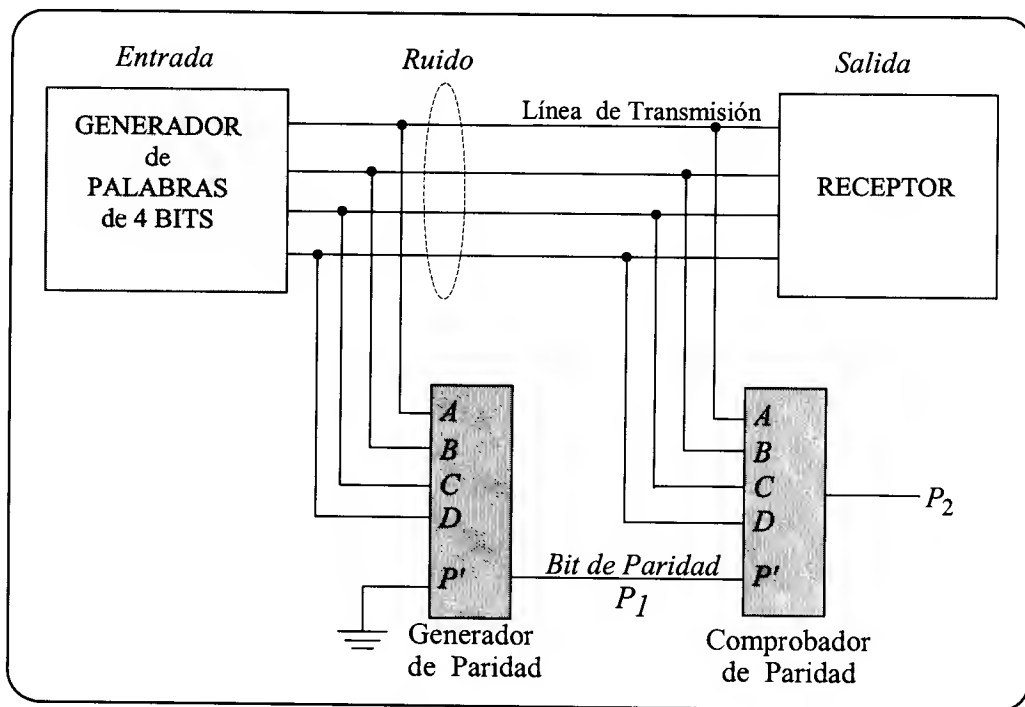 Entrada
Ruido
Salida
GENERADOR
de
PALABRAS
de 4 BITS
Línea de Transmisión
RECEPTOR
A
B
C
D
P'
Generador
de Paridad
Bit de Paridad
P1
A
B
C
D
P'
P2
Comprobador
de Paridad